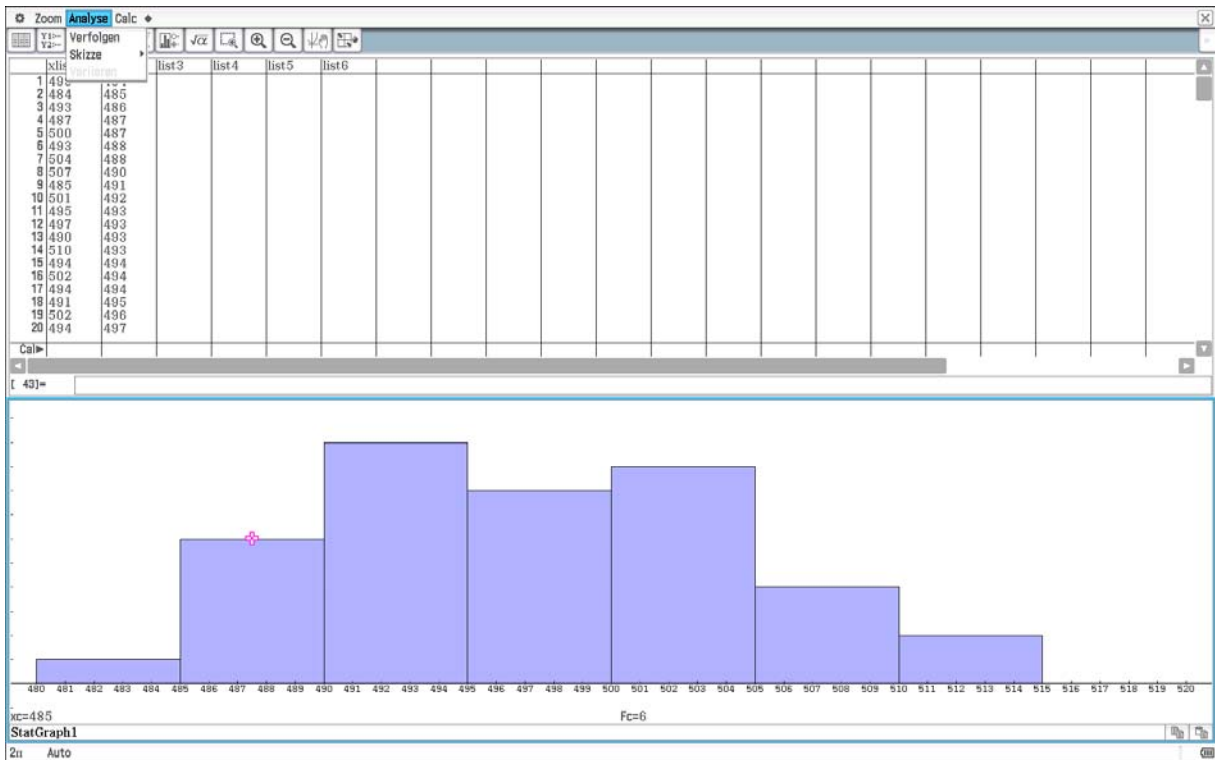 Zoom Analyse Calc
Verfolgen
Skizze
Variieren
list3 list4 list5 list6
1
2 484 485
3 493 486
4 487 487
5 500 487
6 493 488
7 504 488
8 507 490
9 485 491
10 501 492
11 495 493
12 497 493
13 490 493
14 510 493
15 494 494
16 502 494
17 494 494
18 491 495
19 502 496
20 494 497
Cal▶
[ 43]=
480 481 482 483 484 485 486 487 488 489 490 491 492 493 494 495 496 497 498 499 500 501 502 503 504 505 506 507 508 509 510 511 512 513 514 515 516 517 518 519 520
xc=485 Fc=6
StatGraph1
2π Auto